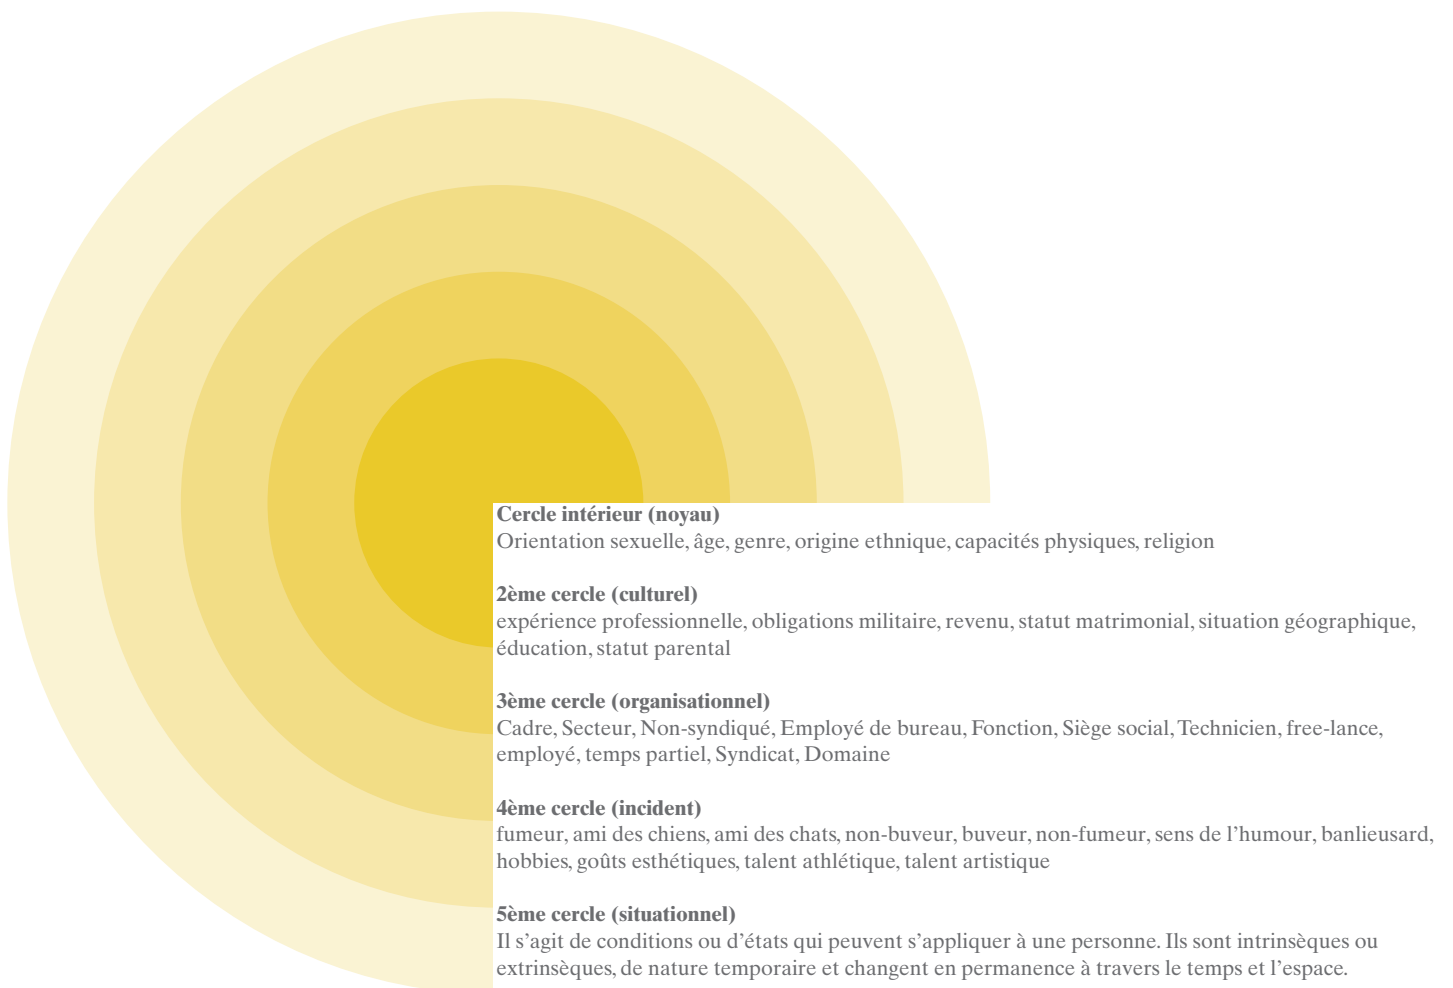 Cercle intérieur (noyau)
Orientation sexuelle, âge, genre, origine ethnique, capacités physiques, religion
2ème cercle (culturel)
expérience professionnelle, obligations militaire, revenu, statut matrimonial, situation géographique,
éducation, statut parental
3ème cercle (organisationnel)
Cadre, Secteur, Non-syndiqué, Employé de bureau, Fonction, Siège social, Technicien, free-lance,
employé, temps partiel, Syndicat, Domaine
4ème cercle (incident)
fumeur, ami des chiens, ami des chats, non-buveur, buveur, non-fumeur, sens de l’humour, banlieusard,
hobbies, goûts esthétiques, talent athlétique, talent artistique
5ème cercle (situationnel)
Il s’agit de conditions ou d’états qui peuvent s’appliquer à une personne. Ils sont intrinsèques ou
extrinsèques, de nature temporaire et changent en permanence à travers le temps et l’espace.